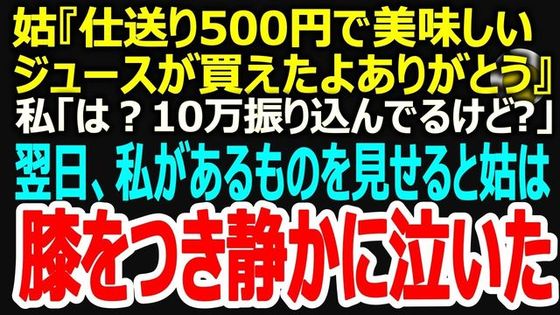 姑『仕送り500円で美味しい
ジュースが買えたよありがとう』
私「は?10万振り込んでるけど?」
翌日、私があるものを見せると姑は
膝をつき静かに泣いた